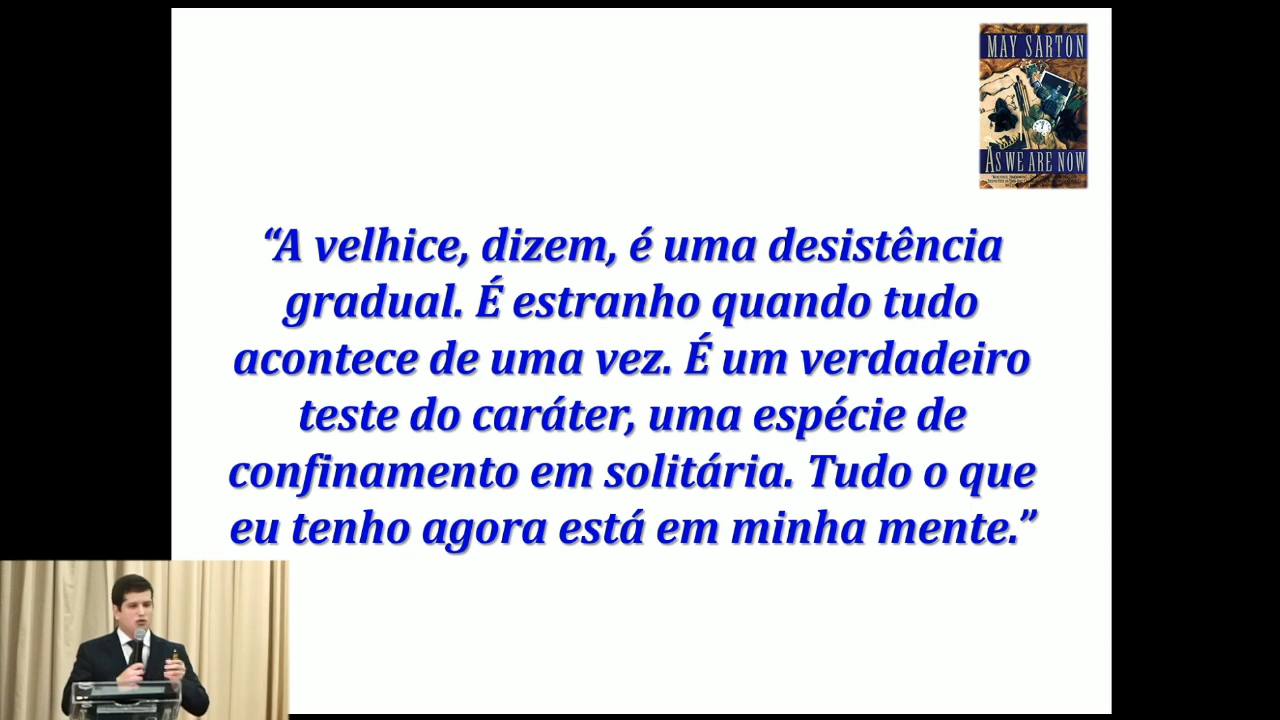 MAY SARTON
AS WE ARE NOW
“A velhice, dizem, é uma desistência
gradual. É estranho quando tudo
acontece de uma vez. É um verdadeiro
teste do caráter, uma espécie de
confinamento em solitária. Tudo o que
eu tenho agora está em minha mente.”